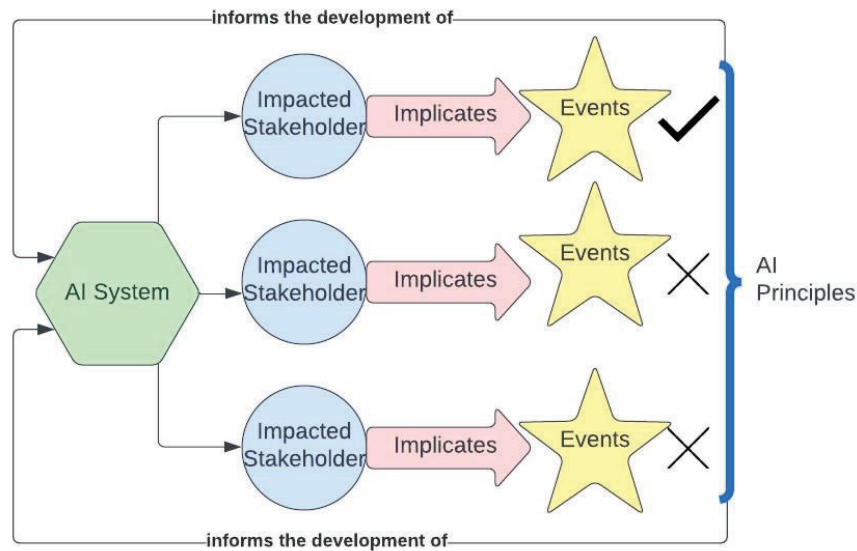 informs the development of
Impacted
Stakeholder
Implicates
Events
AI System
Impacted
Stakeholder
Implicates
Events
AI
Principles
Impacted
Stakeholder
Implicates
Events
informs the development of